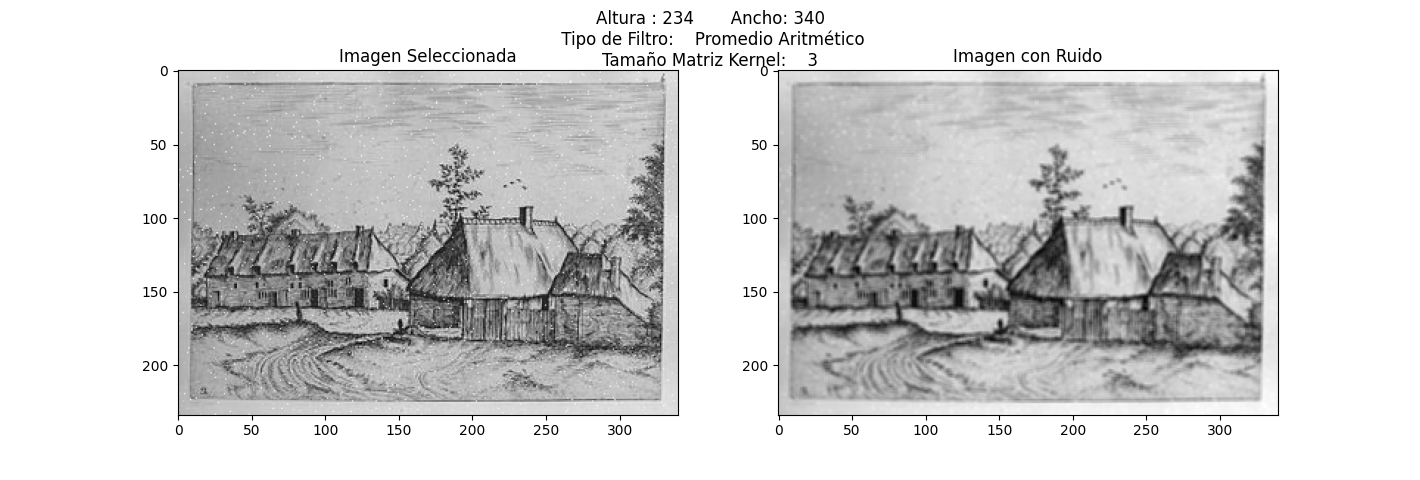 Altura : 234 Ancho: 340
Tipo de Filtro: Promedio Aritmético
Tamaño Matriz Kernel: 3
Imagen Seleccionada
Imagen con Ruido
0
50
100
150
200
0 50 100 150 200 250 300
0
50
100
150
200
0 50 100 150 200 250 300